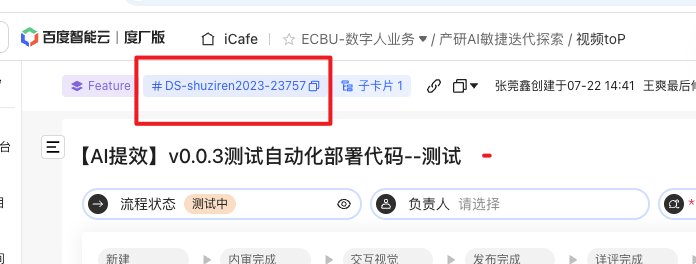 百度智能云 | 度厂版 iCafe ECBU-数字人业务 / 产研AI敏捷迭代探索 / 视频toP
Feature # DS-shuziren2023-23757 子卡片 1 张莞鑫创建于07-22 14:41 王爽最后
台
【AI提效】v0.0.3测试自动化部署代码--测试
流程状态 测试中 负责人 请选择 *
新建 内审完成 交互视觉 发布完成 详评完成